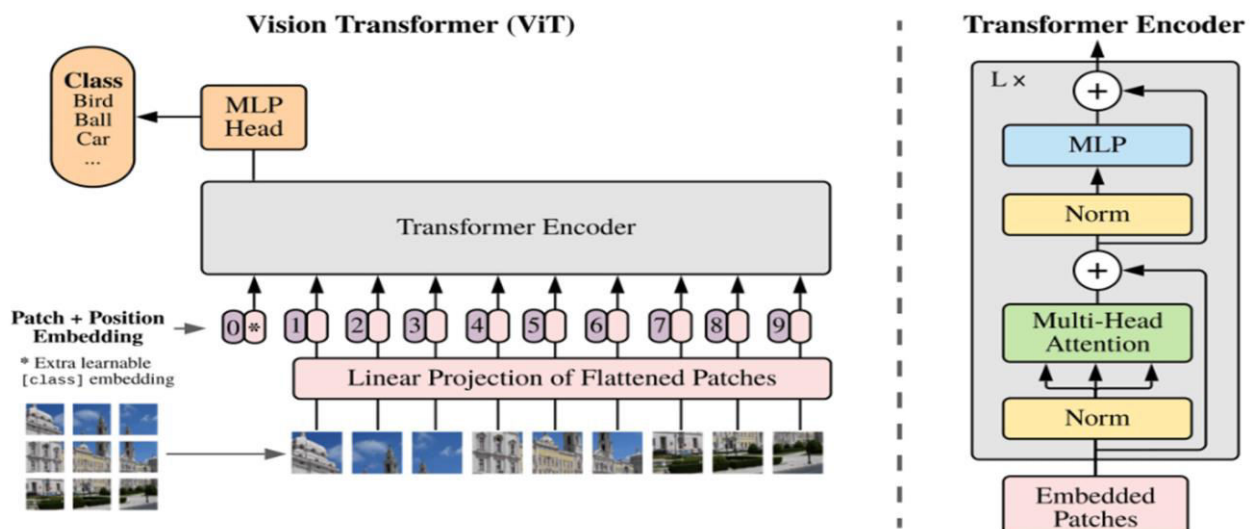 Vision Transformer (ViT)
Class
Bird
Ball
Car
...
MLP
Head
Transformer Encoder
Patch + Position
Embedding
0 * 1 2 3 4 5 6 7 8 9
* Extra learnable
[class] embedding
Linear Projection of Flattened Patches
Transformer Encoder
L ×
+
MLP
Norm
+
Multi-Head
Attention
Norm
Embedded
Patches